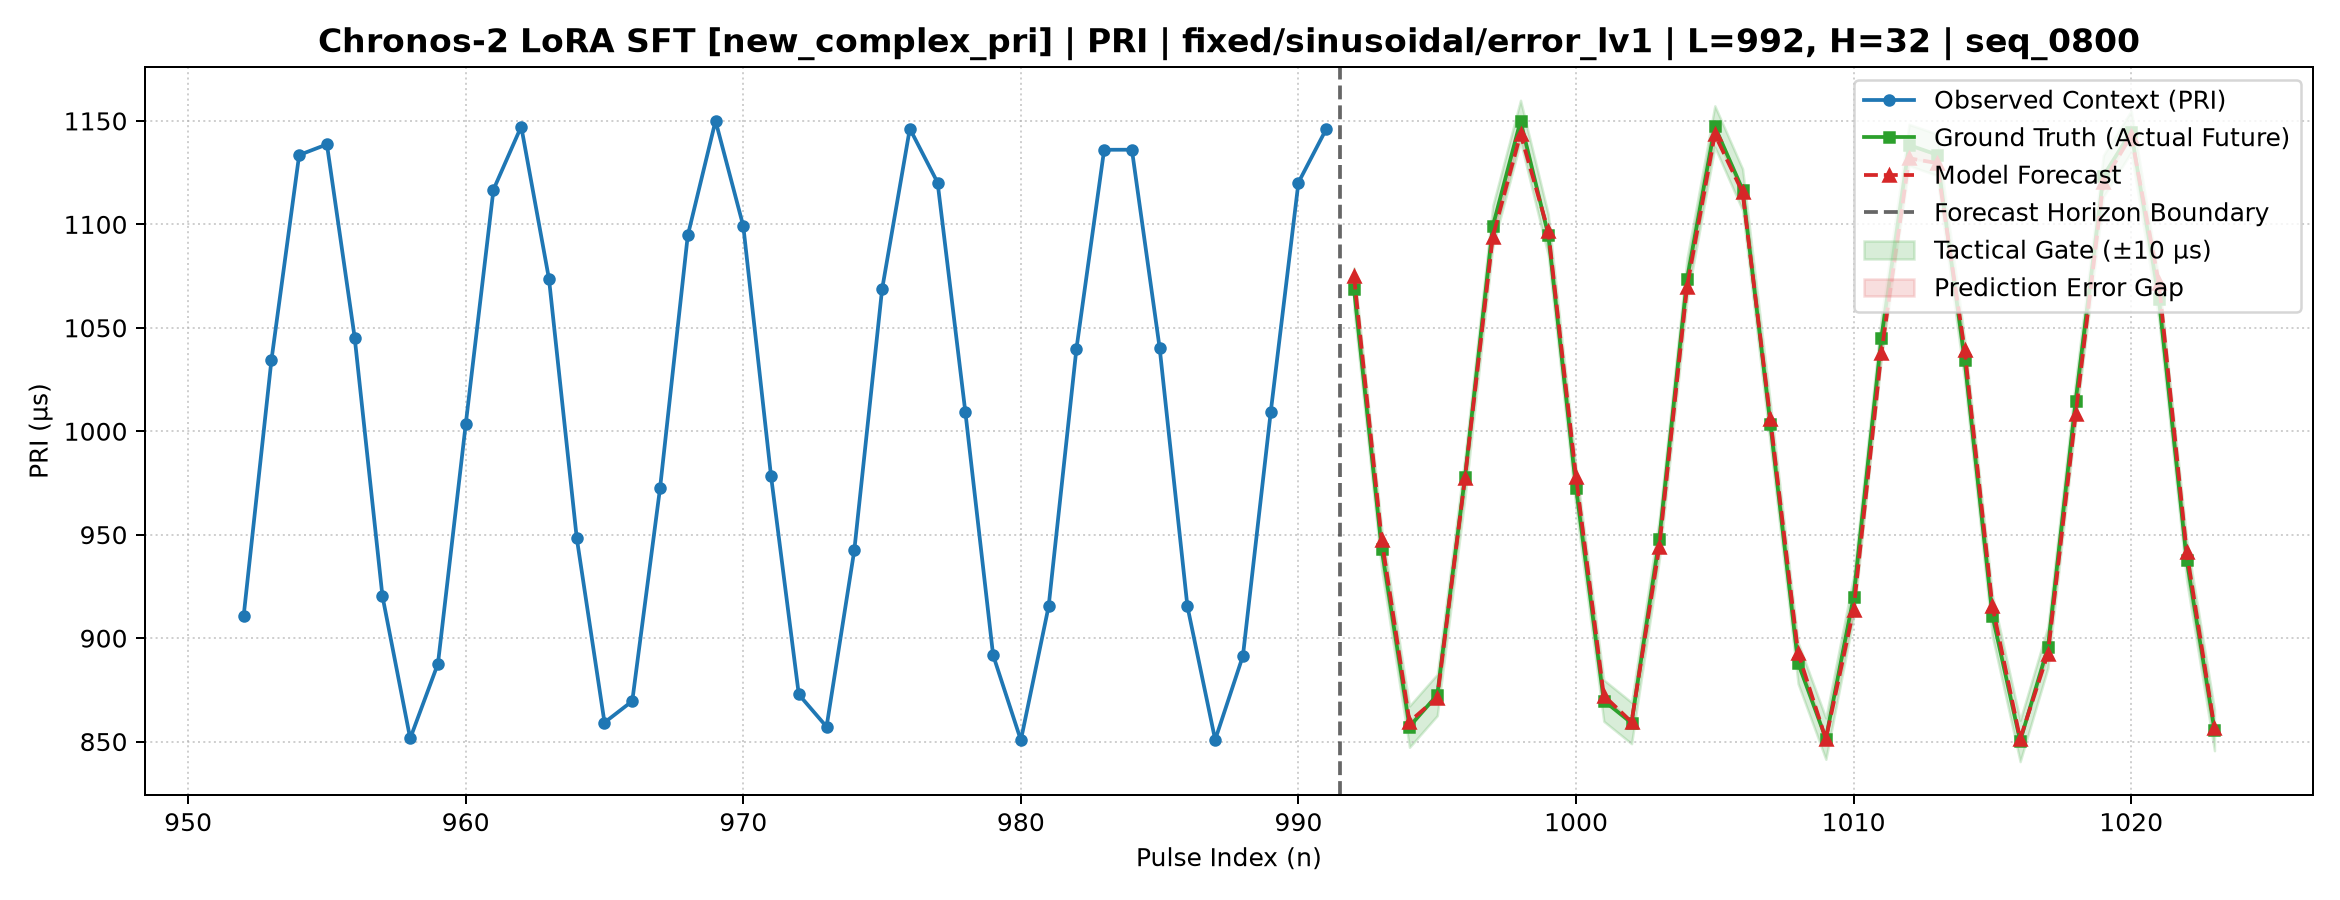 Chronos-2 LoRA SFT [new_complex_pri] | PRI | fixed/sinusoidal/error_lv1 | L=992, H=32 | seq_0800
Observed Context (PRI)
Ground Truth (Actual Future)
Model Forecast
Forecast Horizon Boundary
Tactical Gate (±10 μs)
Prediction Error Gap
PRI (μs)
1150
1100
1050
1000
950
900
850
950 960 970 980 990 1000 1010 1020
Pulse Index (n)